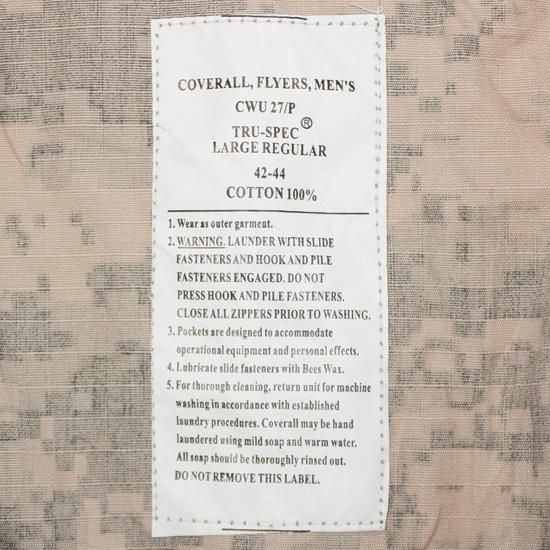 COVERALL, FLYERS, MEN'S
CWU 27/P
TRU-SPEC®
LARGE REGULAR
42-44
COTTON 100%
1. Wear as outer garment.
2. WARNING. LAUNDER WITH SLIDE
FASTENERS AND HOOK AND PILE
FASTENERS ENGAGED. DO NOT
PRESS HOOK AND PILE FASTENERS.
CLOSE ALL ZIPPERS PRIOR TO WASHING.
3. Pockets are designed to accommodate
operational equipment and personal effects.
4. Lubricate slide fasteners with Bees Wax.
5. For thorough cleaning, return unit for machine
washing in accordance with established
laundry procedures. Coverall may be hand
laundered using mild soap and warm water.
All soap should be thoroughly rinsed out.
DO NOT REMOVE THIS LABEL.